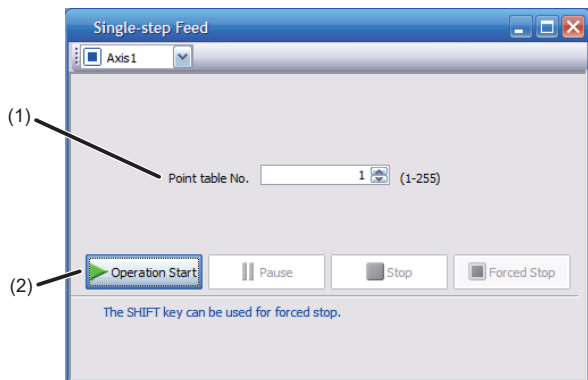 Single-step Feed
Axis1
(1)
Point table No. 1 (1-255)
(2)
Operation Start Pause Stop Forced Stop
The SHIFT key can be used for forced stop.